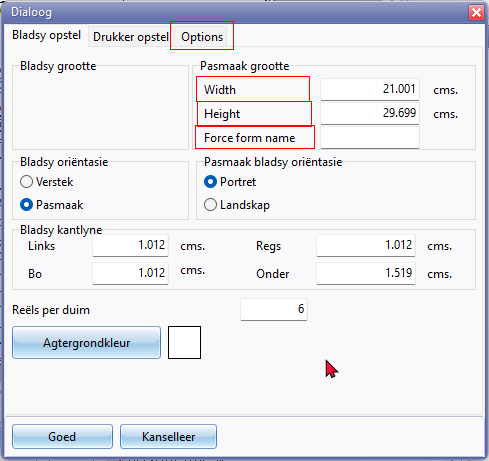 Dialoog
Bladsy opstel Drukker opstel Options
Bladsy grootte
Pasmaak grootte
Width 21.001 cms.
Height 29.699 cms.
Force form name
Bladsy oriëntasie
Verstek
Pasmaak
Pasmaak bladsy oriëntasie
Portret
Landskap
Bladsy kantlyne
Links 1.012 cms. Regs 1.012 cms.
Bo 1.012 cms. Onder 1.519 cms.
Reëls per duim 6
Agtergrondkleur
Goed Kanselleer